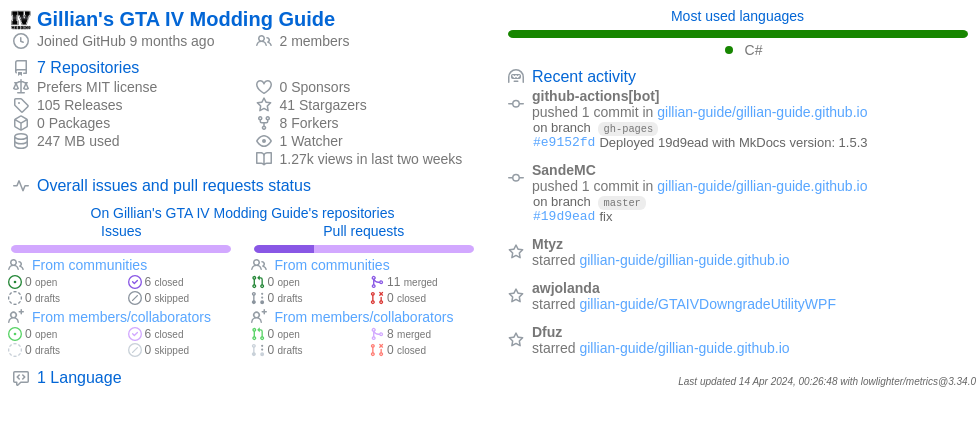 Gillian's GTA IV Modding Guide
Joined GitHub 9 months ago
2 members
7 Repositories
Prefers MIT license
105 Releases
0 Packages
247 MB used
0 Sponsors
41 Stargazers
8 Forkers
1 Watcher
1.27k views in last two weeks
Overall issues and pull requests status
On Gillian's GTA IV Modding Guide's repositories
Issues
From communities
0 open
6 closed
0 drafts
0 skipped
From members/collaborators
0 open
6 closed
0 drafts
0 skipped
Pull requests
From communities
0 open
11 merged
0 drafts
0 closed
From members/collaborators
0 open
8 merged
0 drafts
0 closed
1 Language
Most used languages
C#
Recent activity
github-actions[bot]
pushed 1 commit in gillian-guide/gillian-guide.github.io
on branch gh-pages
#e9152fd Deployed 19d9ead with MkDocs version: 1.5.3
SandeMC
pushed 1 commit in gillian-guide/gillian-guide.github.io
on branch master
#19d9ead fix
Mtyz
starred gillian-guide/gillian-guide.github.io
awjolanda
starred gillian-guide/GTAIVDowngradeUtilityWPF
Dfuz
starred gillian-guide/gillian-guide.github.io
Last updated 14 Apr 2024, 00:26:48 with lowlighter/metrics@3.34.0